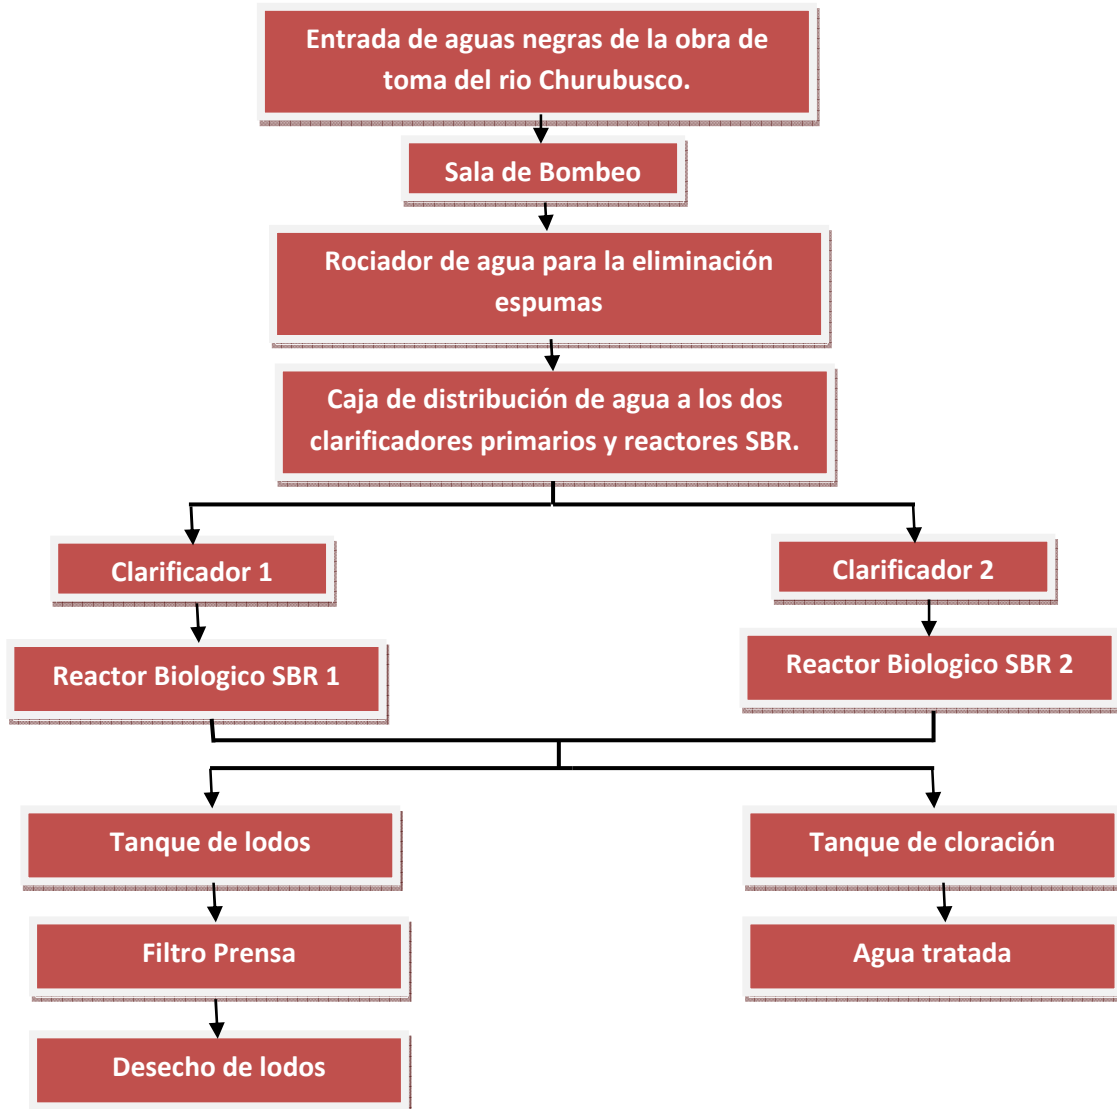 Entrada de aguas negras de la obra de
toma del rio Churubusco.
Sala de Bombeo
Rociador de agua para la eliminación
espumas
Caja de distribución de agua a los dos
clarificadores primarios y reactores SBR.
Clarificador 1
Clarificador 2
Reactor Biologico SBR 1
Reactor Biologico SBR 2
Tanque de lodos
Tanque de cloración
Filtro Prensa
Agua tratada
Desecho de lodos